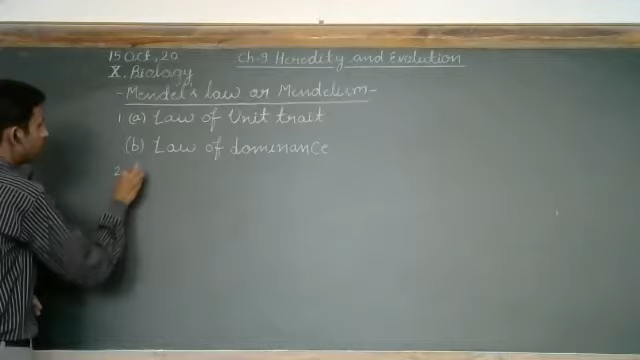 15 Oct, 20 Ch-9 Heredity and Evolution
X. Biology
- Mendel's Law or Mendelism -
1 (a) Law of Unit trait
(b) Law of dominance
2